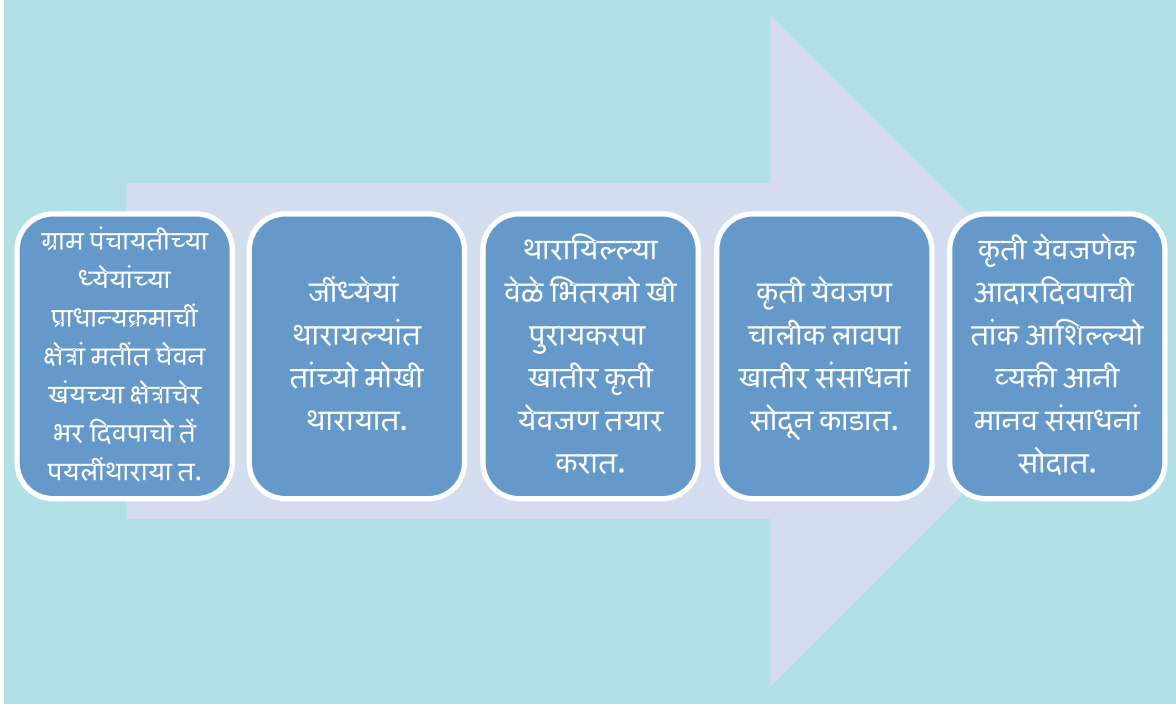 ग्राम पंचायतीच्या
ध्येयांच्या
प्राधान्यक्रमाचीं
क्षेत्रां मतींत घेवन
खंयच्या क्षेत्राचेर
भर दिवपाचो तें
पयलींथाराया त.
जींध्येयां
थारायल्यांत
तांच्यो मोखी
थारायात.
थारायिल्ल्या
वेळे भितरमो खी
पुरायकरपा
खातीर कृती
येवजण तयार
करात.
कृती येवजण
चालीक लावपा
खातीर संसाधनां
सोदून काडात.
कृती येवजणेक
आदारदिवपाची
तांक आशिल्ल्यो
व्यक्ती आनी
मानव संसाधनां
सोदात.